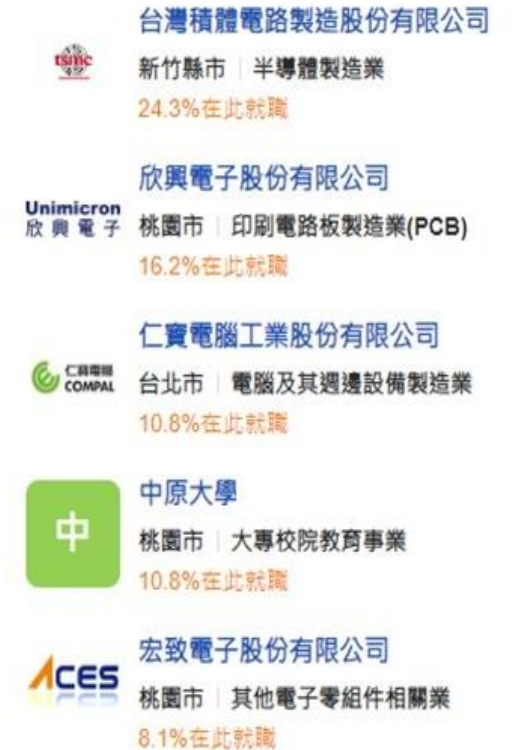 台灣積體電路製造股份有限公司
tsmc
新竹縣市 半導體製造業
24.3%在此就職
欣興電子股份有限公司
Unimicron
欣興電子
桃園市 印刷電路板製造業(PCB)
16.2%在此就職
仁寶電腦工業股份有限公司
仁寶電腦
COMPAL
台北市 電腦及其週邊設備製造業
10.8%在此就職
中原大學
中
桃園市 大專校院教育事業
10.8%在此就職
宏致電子股份有限公司
ACES
桃園市 其他電子零組件相關業
8.1%在此就職